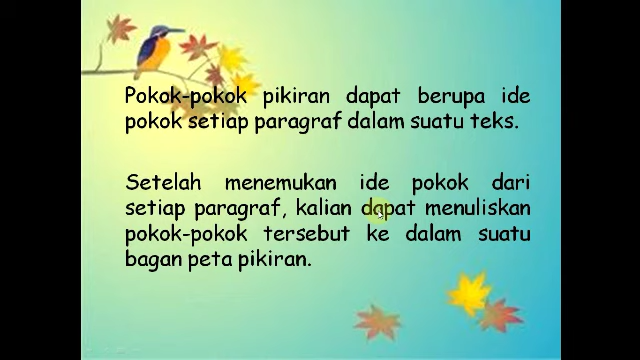 Pokok-pokok pikiran dapat berupa ide
pokok setiap paragraf dalam suatu teks.
Setelah menemukan ide pokok dari
setiap paragraf, kalian dapat menuliskan
pokok-pokok tersebut ke dalam suatu
bagan peta pikiran.